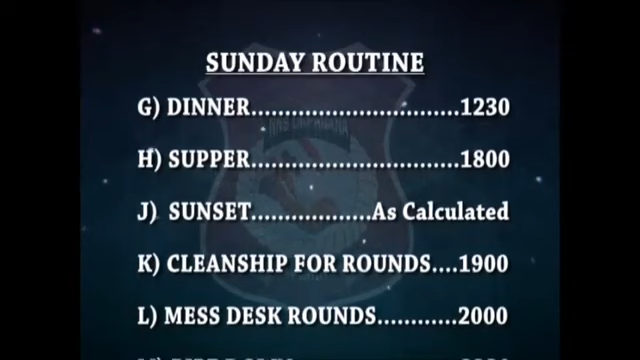 SUNDAY ROUTINE
G) DINNER..............................1230
H) SUPPER..............................1800
J) SUNSET.................As Calculated
K) CLEANSHIP FOR ROUNDS....1900
L) MESS DESK ROUNDS............2000